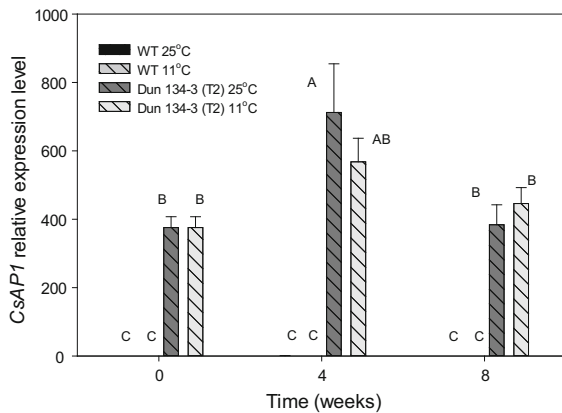 1000
800
600
400
200
0
CsAP1 relative expression level
WT 25°C
WT 11°C
Dun 134-3 (T2) 25°C
Dun 134-3 (T2) 11°C
A
AB
B B
B B
C C
C C
C C
0 4 8
Time (weeks)